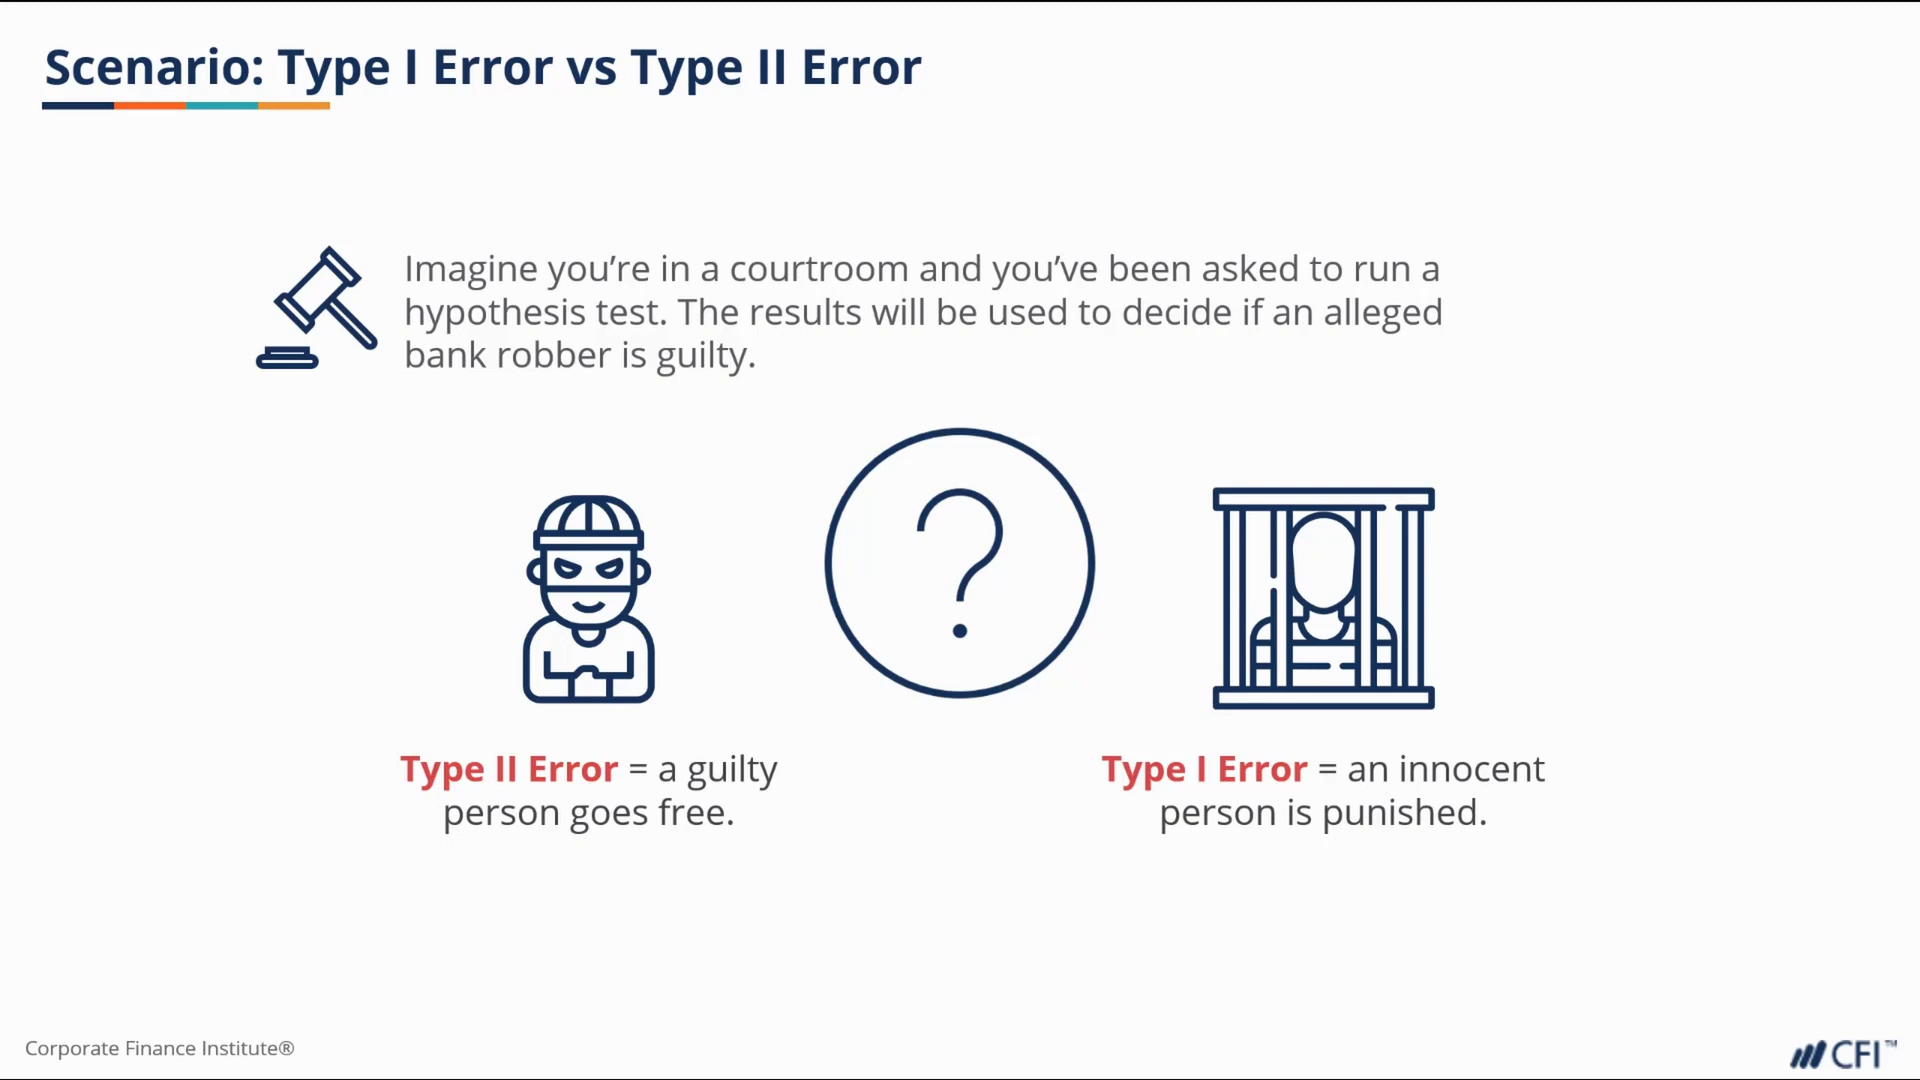 Scenario: Type I Error vs Type II Error
Imagine you’re in a courtroom and you’ve been asked to run a
hypothesis test. The results will be used to decide if an alleged
bank robber is guilty.
?
Type II Error = a guilty
person goes free.
Type I Error = an innocent
person is punished.
Corporate Finance Institute®
CFI™